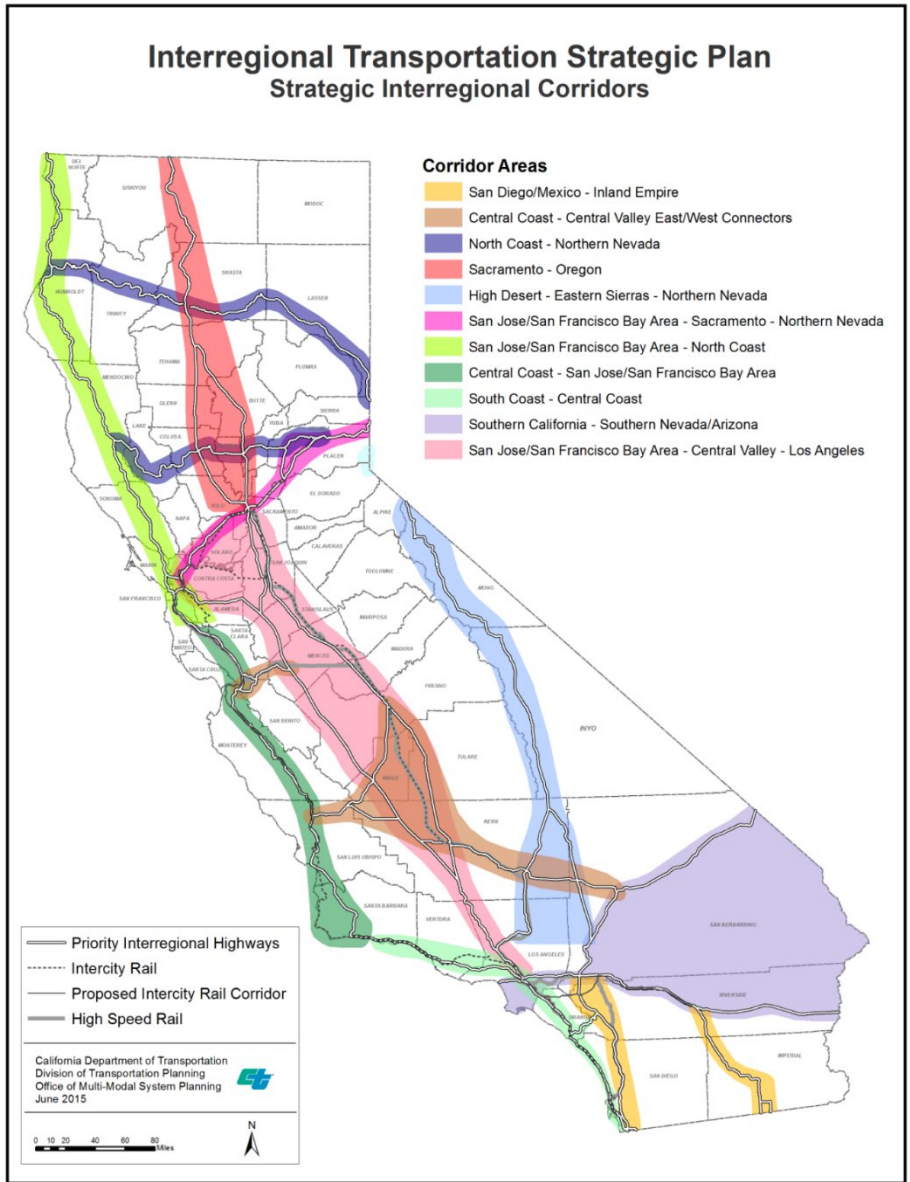 Interregional Transportation Strategic Plan
Strategic Interregional Corridors
Corridor Areas
San Diego/Mexico - Inland Empire
Central Coast - Central Valley East/West Connectors
North Coast - Northern Nevada
Sacramento - Oregon
High Desert - Eastern Sierras - Northern Nevada
San Jose/San Francisco Bay Area - Sacramento - Northern Nevada
San Jose/San Francisco Bay Area - North Coast
Central Coast - San Jose/San Francisco Bay Area
South Coast - Central Coast
Southern California - Southern Nevada/Arizona
San Jose/San Francisco Bay Area - Central Valley - Los Angeles
DEL
NORTE
SISKIYOU
MODOC
HUMBOLDT
TRINITY
SHASTA
LASSEN
TEHAMA
PLUMAS
MENDOCINO
GLENN
BUTTE
SIERRA
LAKE
COLUSA
YUBA
PLACER
SONOMA
NAPA
YOLO
EL DORADO
SACRAMENTO
AMADOR
ALPINE
MARIN
SOLANO
CALAVERAS
CONTRA COSTA
SAN JOAQUIN
TUOLUMNE
MONO
SAN FRANCISCO
ALAMEDA
STANISLAUS
MARIPOSA
SAN
MATEO
SANTA
CLARA
SANTA CRUZ
MERCED
MADERA
FRESNO
SAN BENITO
MONTEREY
KINGS
TULARE
INYO
SAN LUIS OBISPO
KERN
SANTA BARBARA
VENTURA
LOS ANGELES
SAN BERNARDINO
ORANGE
RIVERSIDE
SAN DIEGO
IMPERIAL
Priority Interregional Highways
Intercity Rail
Proposed Intercity Rail Corridor
High Speed Rail
California Department of Transportation
Division of Transportation Planning
Office of Multi-Modal System Planning
June 2015
N
0 10 20 40 60 80
Miles